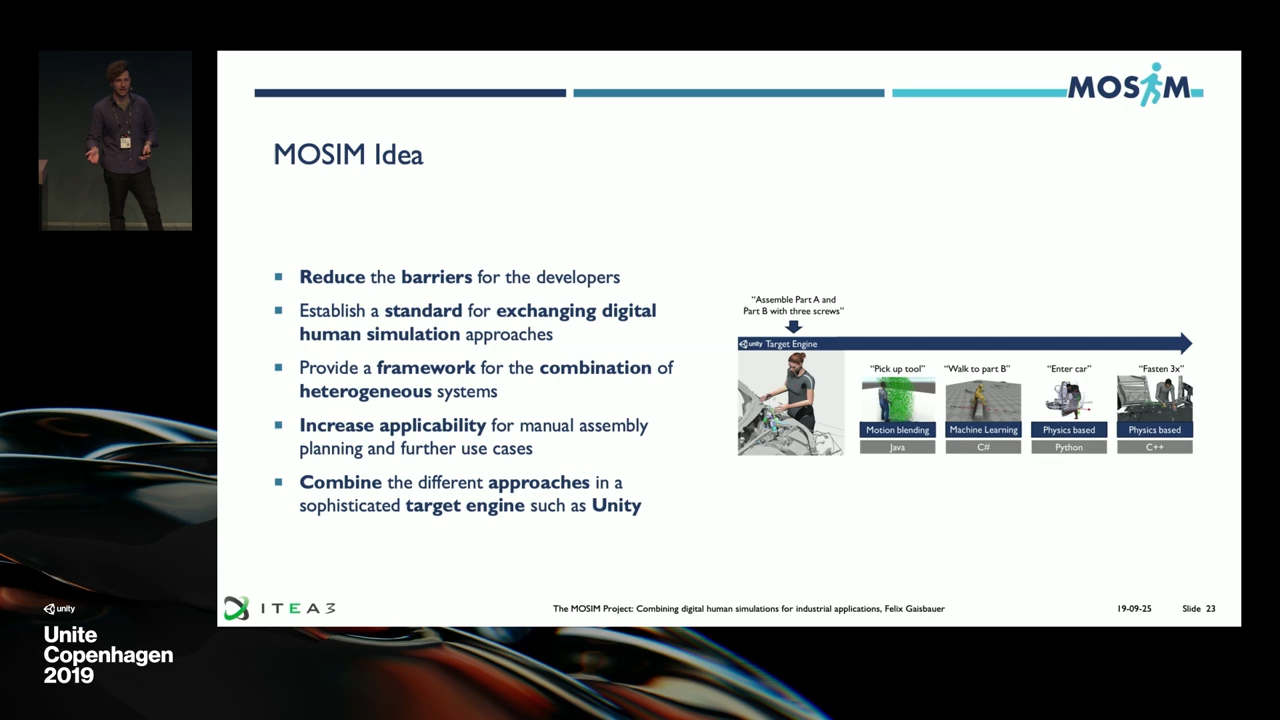 MOSIM
MOSIM Idea
Reduce the barriers for the developers
Establish a standard for exchanging digital
human simulation approaches
Provide a framework for the combination of
heterogeneous systems
Increase applicability for manual assembly
planning and further use cases
Combine the different approaches in a
sophisticated target engine such as Unity
“Assemble Part A and
Part B with three screws”
unity Target Engine
“Pick up tool” “Walk to part B” “Enter car” “Fasten 3x”
Motion blending Machine Learning Physics based Physics based
Java C# Python C++
ITEA3 The MOSIM Project: Combining digital human simulations for industrial applications, Felix Gaisbauer 19-09-25 Slide 23
unity
Unite
Copenhagen
2019